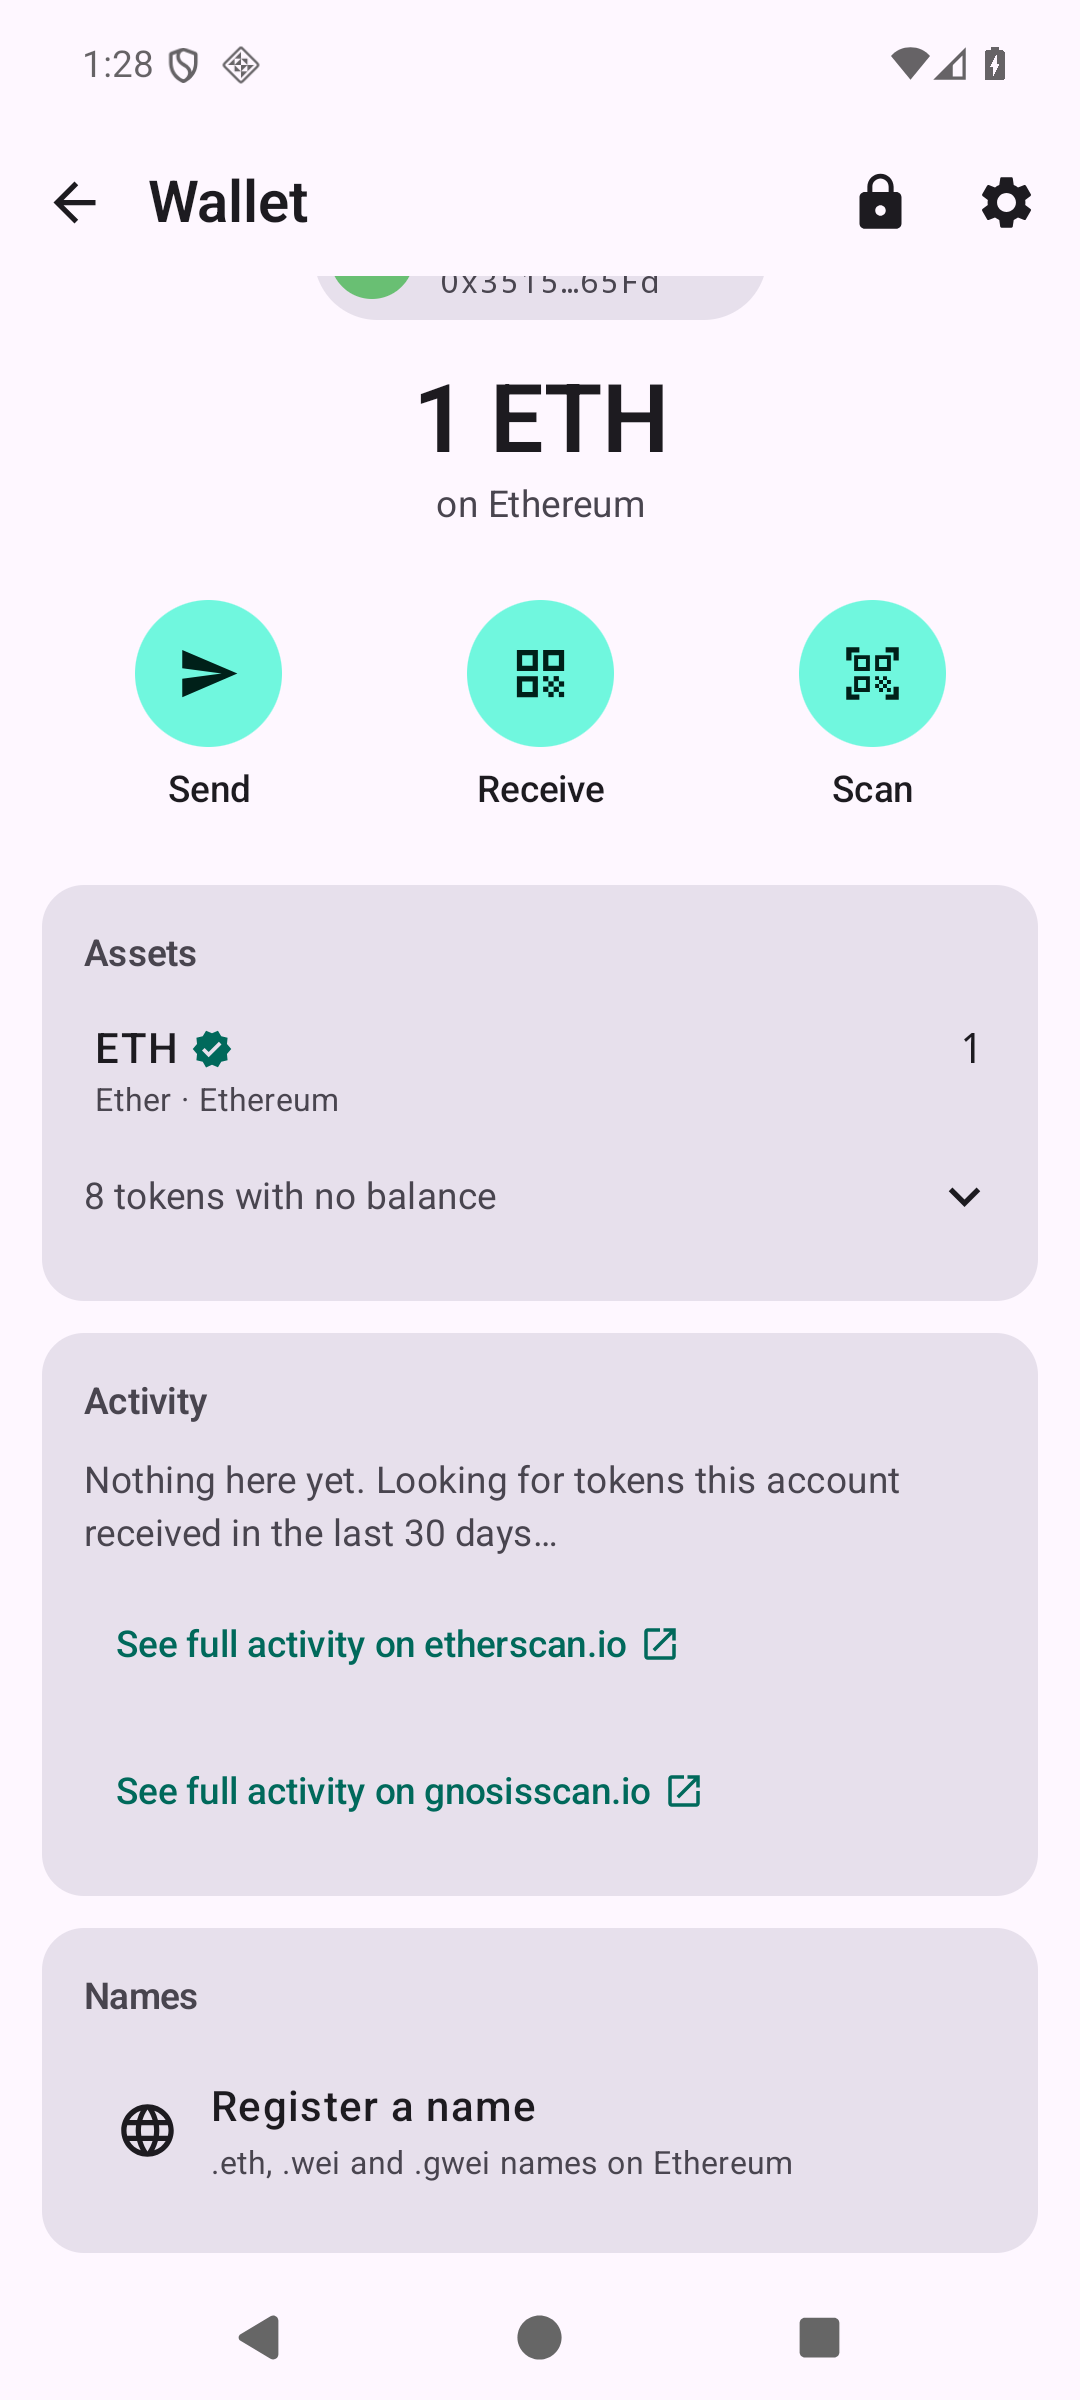 1:28
Wallet
0x3515…65Fd
1 ETH
on Ethereum
Send
Receive
Scan
Assets
ETH
1
Ether · Ethereum
8 tokens with no balance
Activity
Nothing here yet. Looking for tokens this account
received in the last 30 days…
See full activity on etherscan.io
See full activity on gnosisscan.io
Names
Register a name
.eth, .wei and .gwei names on Ethereum